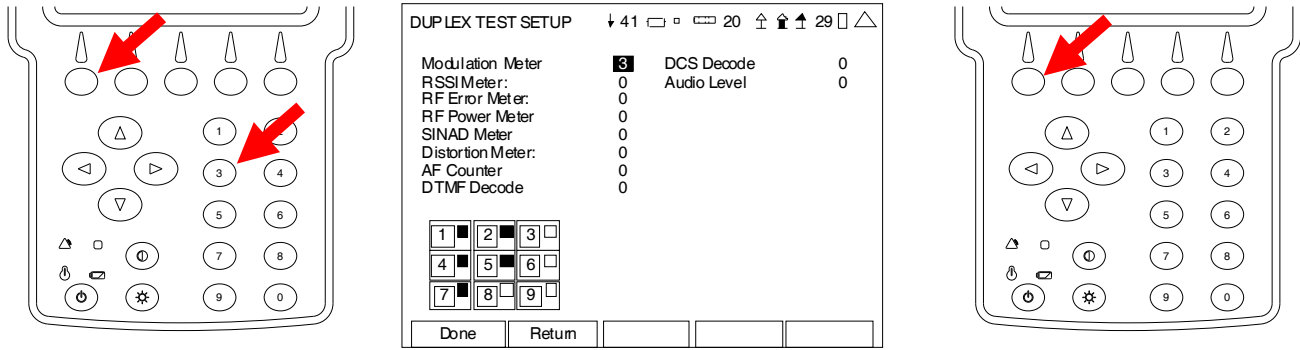 1 2
3 4
5 6
7 8
9 0
DUPLEX TEST SETUP 41 20 29
Modulation Meter 3 DCS Decode 0
RSSI Meter: 0 Audio Level 0
RF Error Meter: 0
RF Power Meter 0
SINAD Meter 0
Distortion Meter: 0
AF Counter 0
DTMF Decode 0
1 2 3
4 5 6
7 8 9
Done Return
1 2
3 4
5 6
7 8
9 0